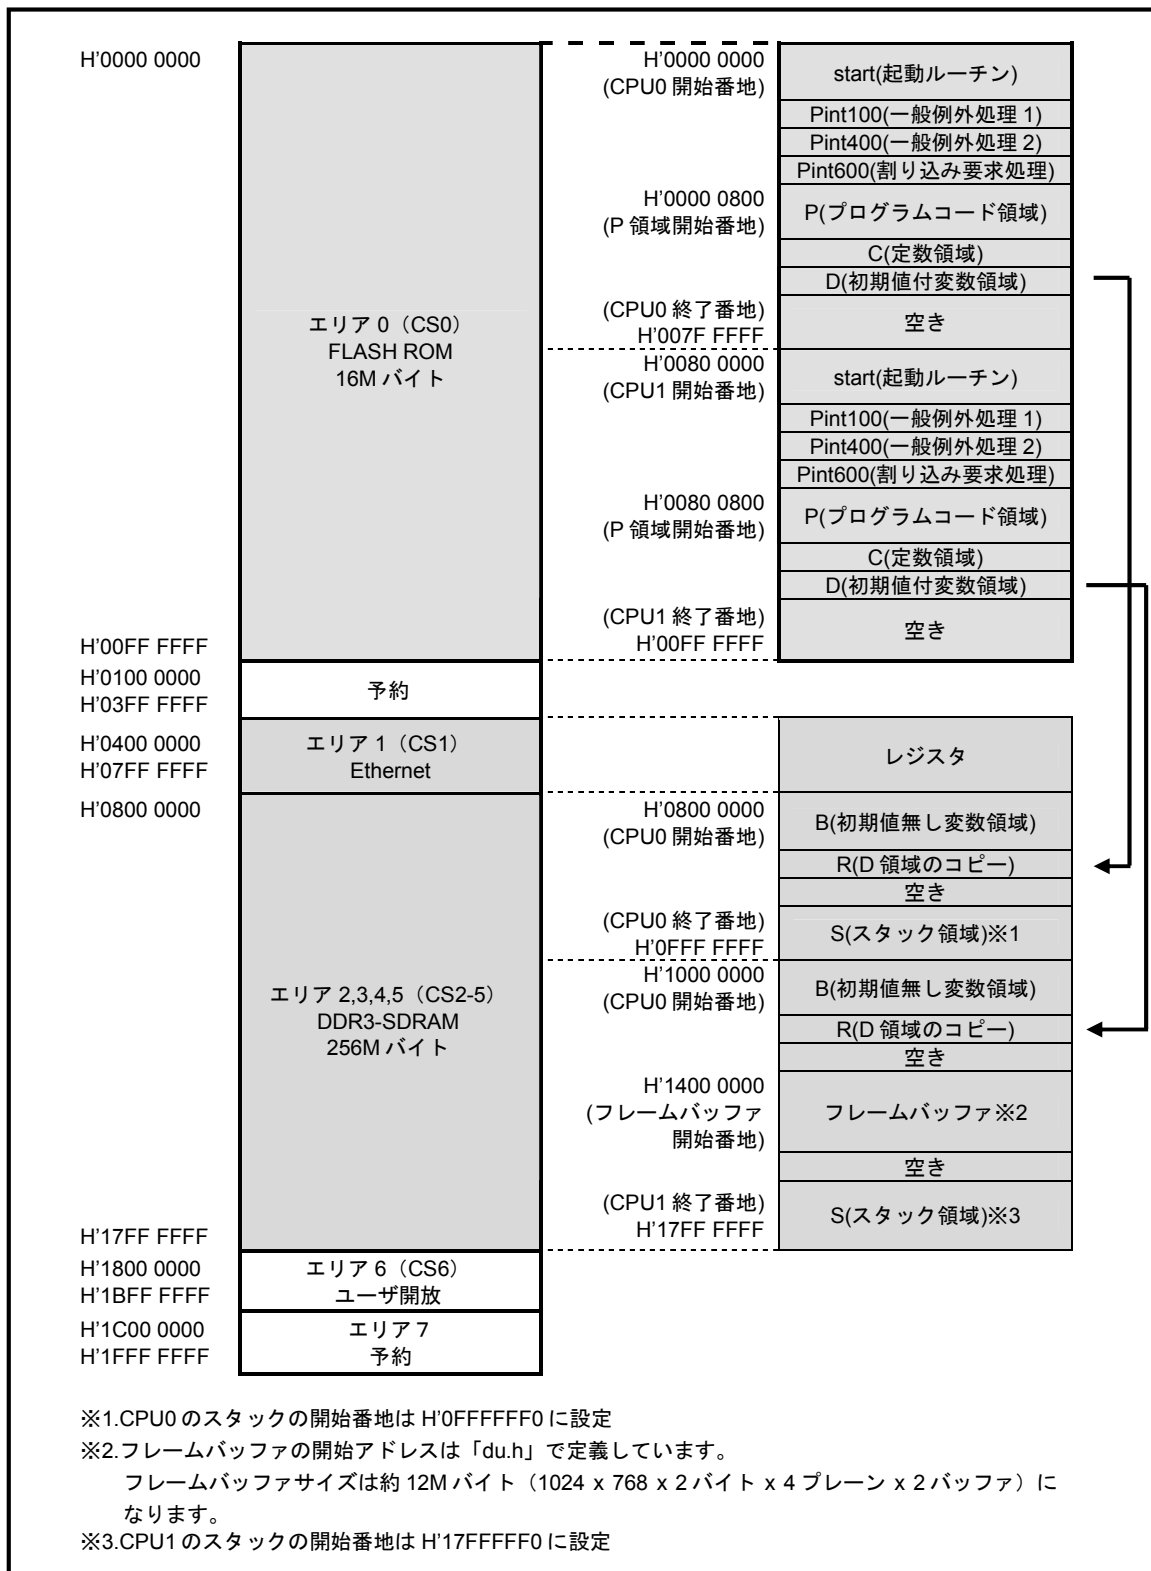 H'0000 0000
エリア 0（CS0）
FLASH ROM
16M バイト
H'00FF FFFF
H'0100 0000
H'03FF FFFF
予約
H'0400 0000
H'07FF FFFF
エリア 1（CS1）
Ethernet
H'0800 0000
エリア 2,3,4,5（CS2-5）
DDR3-SDRAM
256M バイト
H'17FF FFFF
H'1800 0000
H'1BFF FFFF
エリア 6（CS6）
ユーザ開放
H'1C00 0000
H'1FFF FFFF
エリア 7
予約
H'0000 0000
(CPU0 開始番地)
start(起動ルーチン)
Pint100(一般例外処理 1)
Pint400(一般例外処理 2)
Pint600(割り込み要求処理)
H'0000 0800
(P 領域開始番地)
P(プログラムコード領域)
C(定数領域)
D(初期値付変数領域)
(CPU0 終了番地)
H'007F FFFF
空き
H'0080 0000
(CPU1 開始番地)
start(起動ルーチン)
Pint100(一般例外処理 1)
Pint400(一般例外処理 2)
Pint600(割り込み要求処理)
H'0080 0800
(P 領域開始番地)
P(プログラムコード領域)
C(定数領域)
D(初期値付変数領域)
(CPU1 終了番地)
H'00FF FFFF
空き
レジスタ
H'0800 0000
(CPU0 開始番地)
B(初期値無し変数領域)
R(D 領域のコピー)
空き
(CPU0 終了番地)
H'0FFF FFFF
S(スタック領域)※1
H'1000 0000
(CPU0 開始番地)
B(初期値無し変数領域)
R(D 領域のコピー)
空き
H'1400 0000
(フレームバッファ
開始番地)
フレームバッファ※2
空き
(CPU1 終了番地)
H'17FF FFFF
S(スタック領域)※3
※1.CPU0 のスタックの開始番地は H'0FFFFFF0 に設定
※2.フレームバッファの開始アドレスは「du.h」で定義しています。
フレームバッファサイズは約 12M バイト（1024 x 768 x 2 バイト x 4 プレーン x 2 バッファ）に
なります。
※3.CPU1 のスタックの開始番地は H'17FFFFF0 に設定